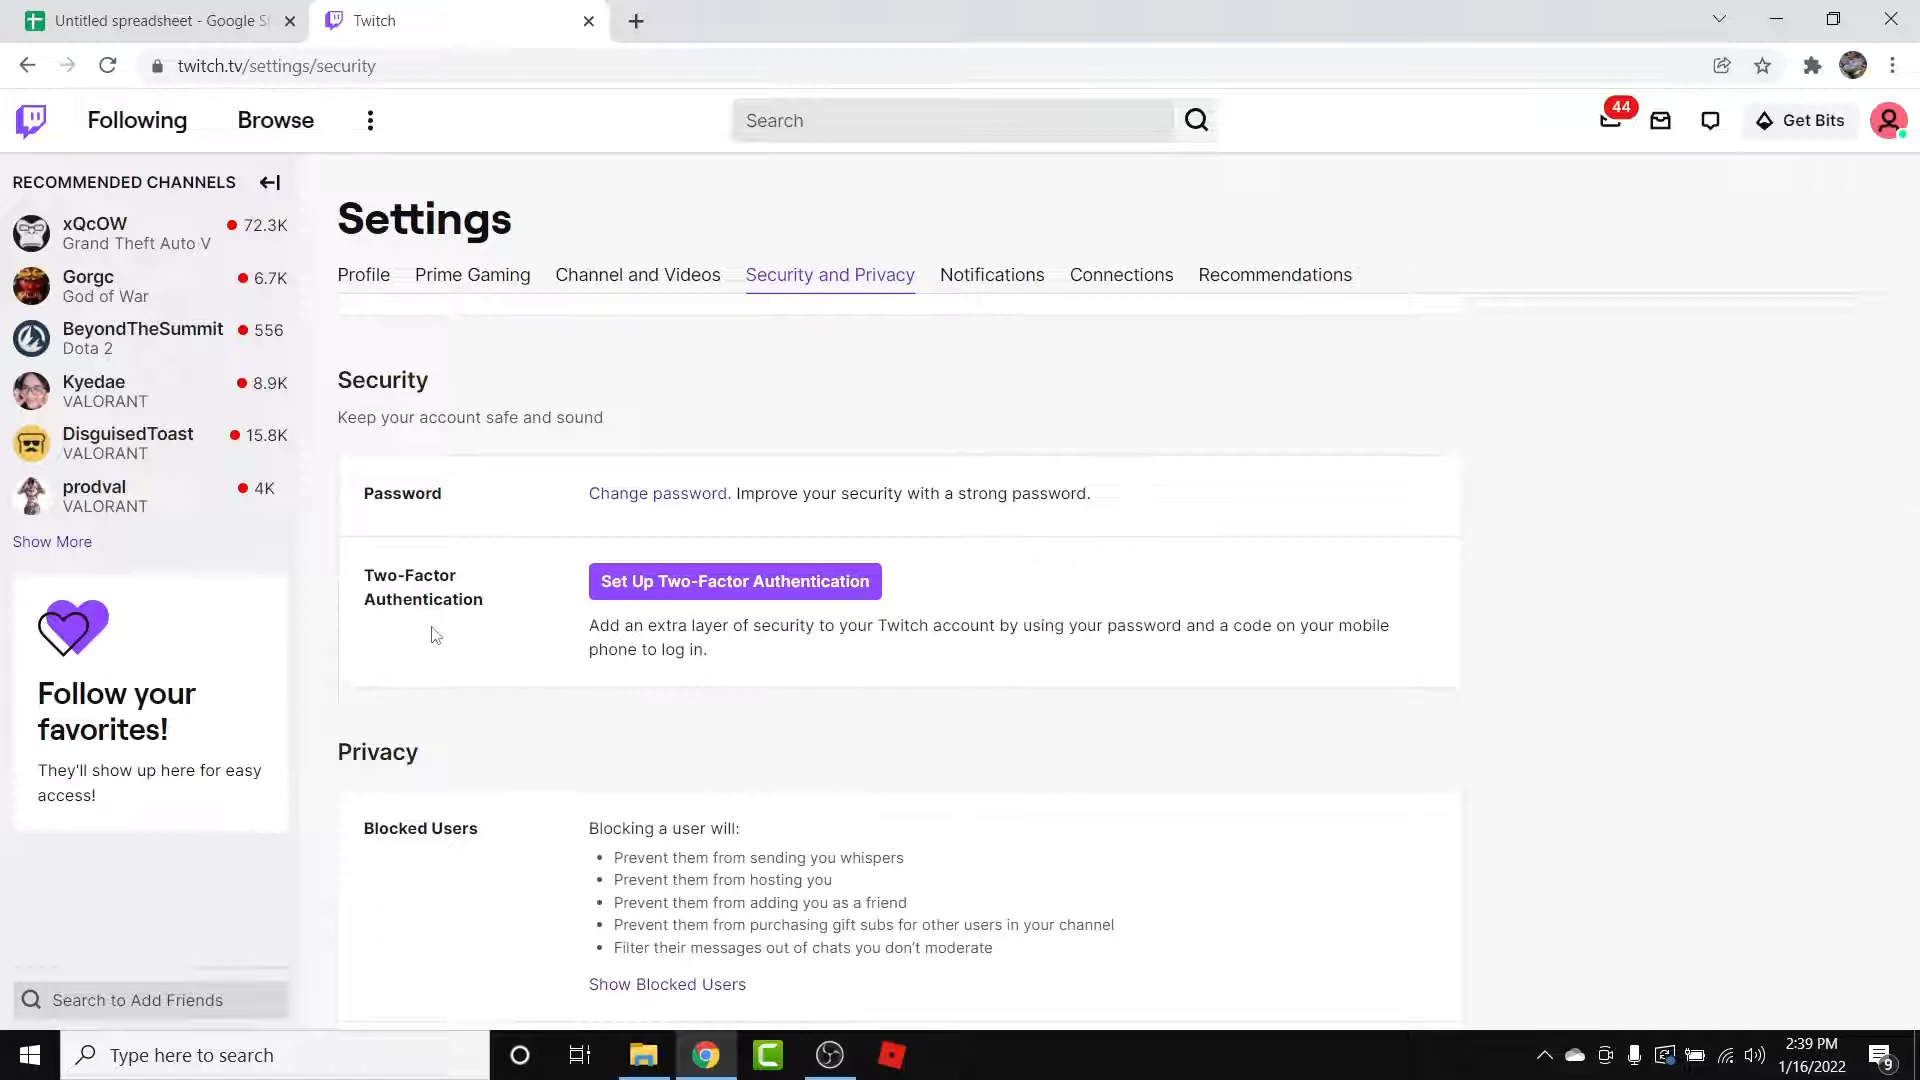 Untitled spreadsheet - Google S
Twitch
twitch.tv/settings/security
Following
Browse
Search
44
Get Bits
RECOMMENDED CHANNELS
xQcOW
72.3K
Grand Theft Auto V
Gorgc
6.7K
God of War
BeyondTheSummit
556
Dota 2
Kyedae
8.9K
VALORANT
DisguisedToast
15.8K
VALORANT
prodval
4K
VALORANT
Show More
Follow your
favorites!
They'll show up here for easy
access!
Search to Add Friends
Settings
Profile
Prime Gaming
Channel and Videos
Security and Privacy
Notifications
Connections
Recommendations
Security
Keep your account safe and sound
Password
Change password. Improve your security with a strong password.
Two-Factor
Authentication
Set Up Two-Factor Authentication
Add an extra layer of security to your Twitch account by using your password and a code on your mobile
phone to log in.
Privacy
Blocked Users
Blocking a user will:
• Prevent them from sending you whispers
• Prevent them from hosting you
• Prevent them from adding you as a friend
• Prevent them from purchasing gift subs for other users in your channel
• Filter their messages out of chats you don't moderate
Show Blocked Users
Type here to search
2:39 PM
1/16/2022
9